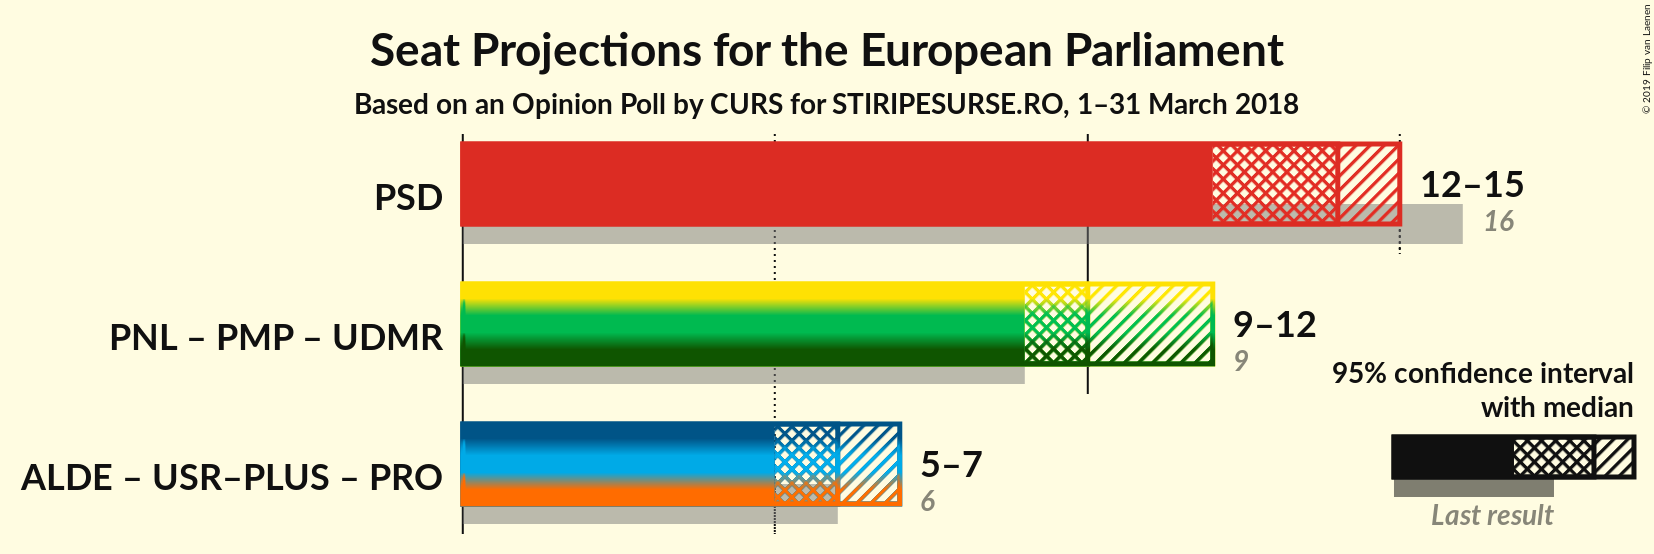 Seat Projections for the European Parliament
Based on an Opinion Poll by CURS for STIRIPESURSE.RO, 1–31 March 2018
© 2019 Filip van Laenen
PSD
12–15
16
PNL – PMP – UDMR
9–12
9
ALDE – USR–PLUS – PRO
5–7
6
95% confidence interval
with median
Last result